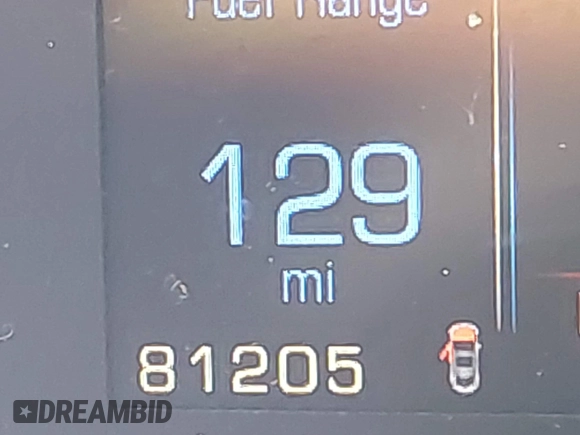 Fuel Range
129
mi
81205
DREAMBID